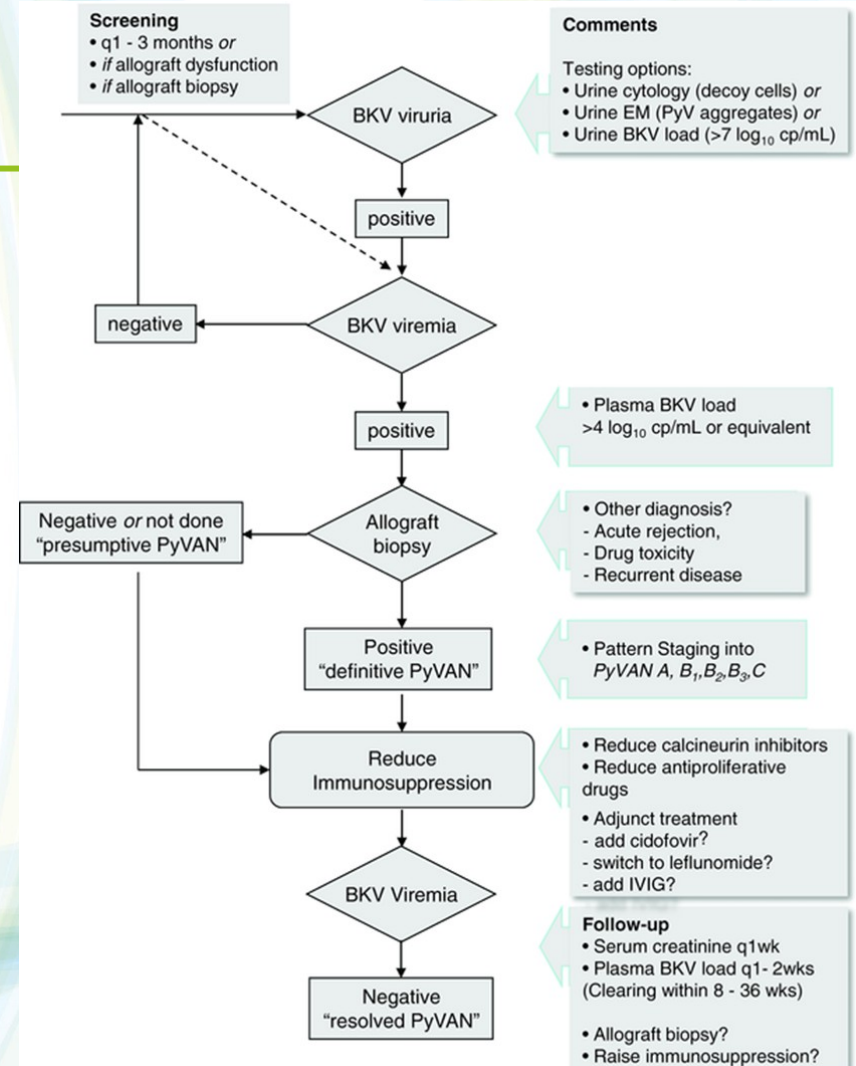 Screening
• q1 - 3 months or
• if allograft dysfunction
• if allograft biopsy
Comments
Testing options:
• Urine cytology (decoy cells) or
• Urine EM (PyV aggregates) or
• Urine BKV load (>7 log10 cp/mL)
BKV viruria
positive
BKV viremia
negative
positive
• Plasma BKV load
>4 log10 cp/mL or equivalent
Allograft
biopsy
Negative or not done
“presumptive PyVAN”
• Other diagnosis?
- Acute rejection,
- Drug toxicity
- Recurrent disease
Positive
“definitive PyVAN”
• Pattern Staging into
PyVAN A, B1,B2,B3,C
Reduce
Immunosuppression
• Reduce calcineurin inhibitors
• Reduce antiproliferative
drugs
• Adjunct treatment
- add cidofovir?
- switch to leflunomide?
- add IVIG?
BKV Viremia
Follow-up
• Serum creatinine q1wk
• Plasma BKV load q1- 2wks
(Clearing within 8 - 36 wks)
• Allograft biopsy?
• Raise immunosuppression?
Negative
“resolved PyVAN”